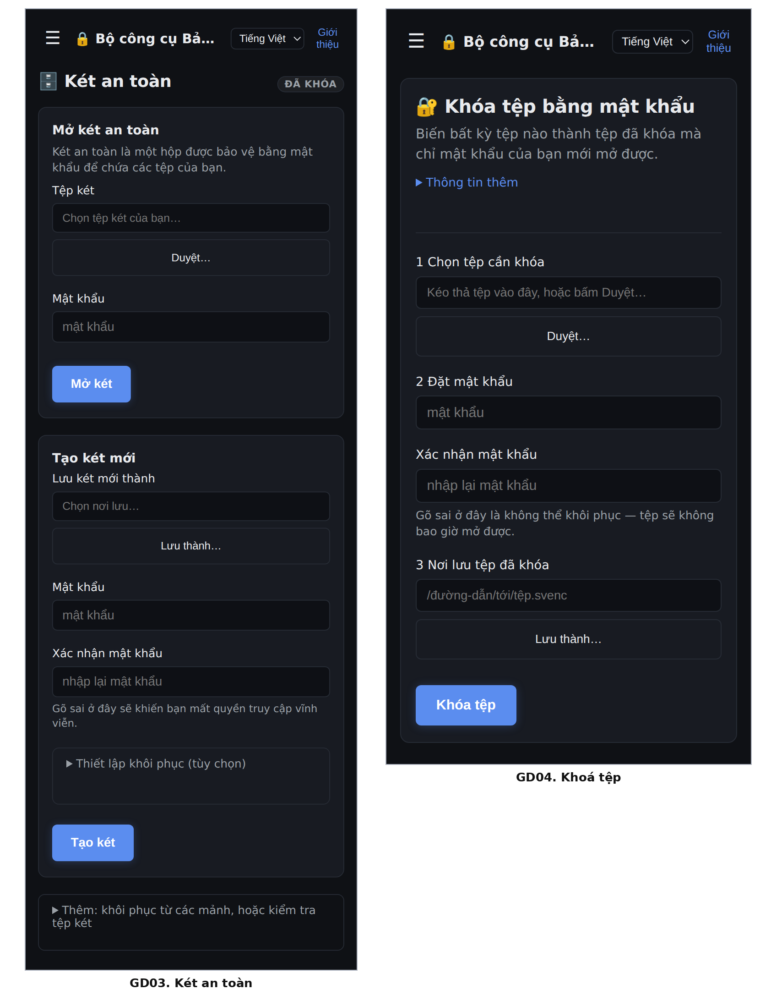 ☰ 🔒 Bộ công cụ Bả... Tiếng Việt Giới thiệu
🗄️ Két an toàn ĐÃ KHÓA
Mở két an toàn
Két an toàn là một hộp được bảo vệ bằng mật
khẩu để chứa các tệp của bạn.
Tệp két
Chọn tệp két của bạn…
Duyệt…
Mật khẩu
mật khẩu
Mở két
Tạo két mới
Lưu két mới thành
Chọn nơi lưu…
Lưu thành…
Mật khẩu
mật khẩu
Xác nhận mật khẩu
nhập lại mật khẩu
Gõ sai ở đây sẽ khiến bạn mất quyền truy cập vĩnh
viễn.
▶ Thiết lập khôi phục (tùy chọn)
Tạo két
▶ Thêm: khôi phục từ các mảnh, hoặc kiểm tra
tệp két
GD03. Két an toàn
☰ 🔒 Bộ công cụ Bả... Tiếng Việt Giới thiệu
🔐 Khóa tệp bằng mật khẩu
Biến bất kỳ tệp nào thành tệp đã khóa mà
chỉ mật khẩu của bạn mới mở được.
▶ Thông tin thêm
1 Chọn tệp cần khóa
Kéo thả tệp vào đây, hoặc bấm Duyệt…
Duyệt…
2 Đặt mật khẩu
mật khẩu
Xác nhận mật khẩu
nhập lại mật khẩu
Gõ sai ở đây là không thể khôi phục — tệp sẽ không
bao giờ mở được.
3 Nơi lưu tệp đã khóa
/đường-dẫn/tới/tệp.svenc
Lưu thành…
Khóa tệp
GD04. Khoá tệp